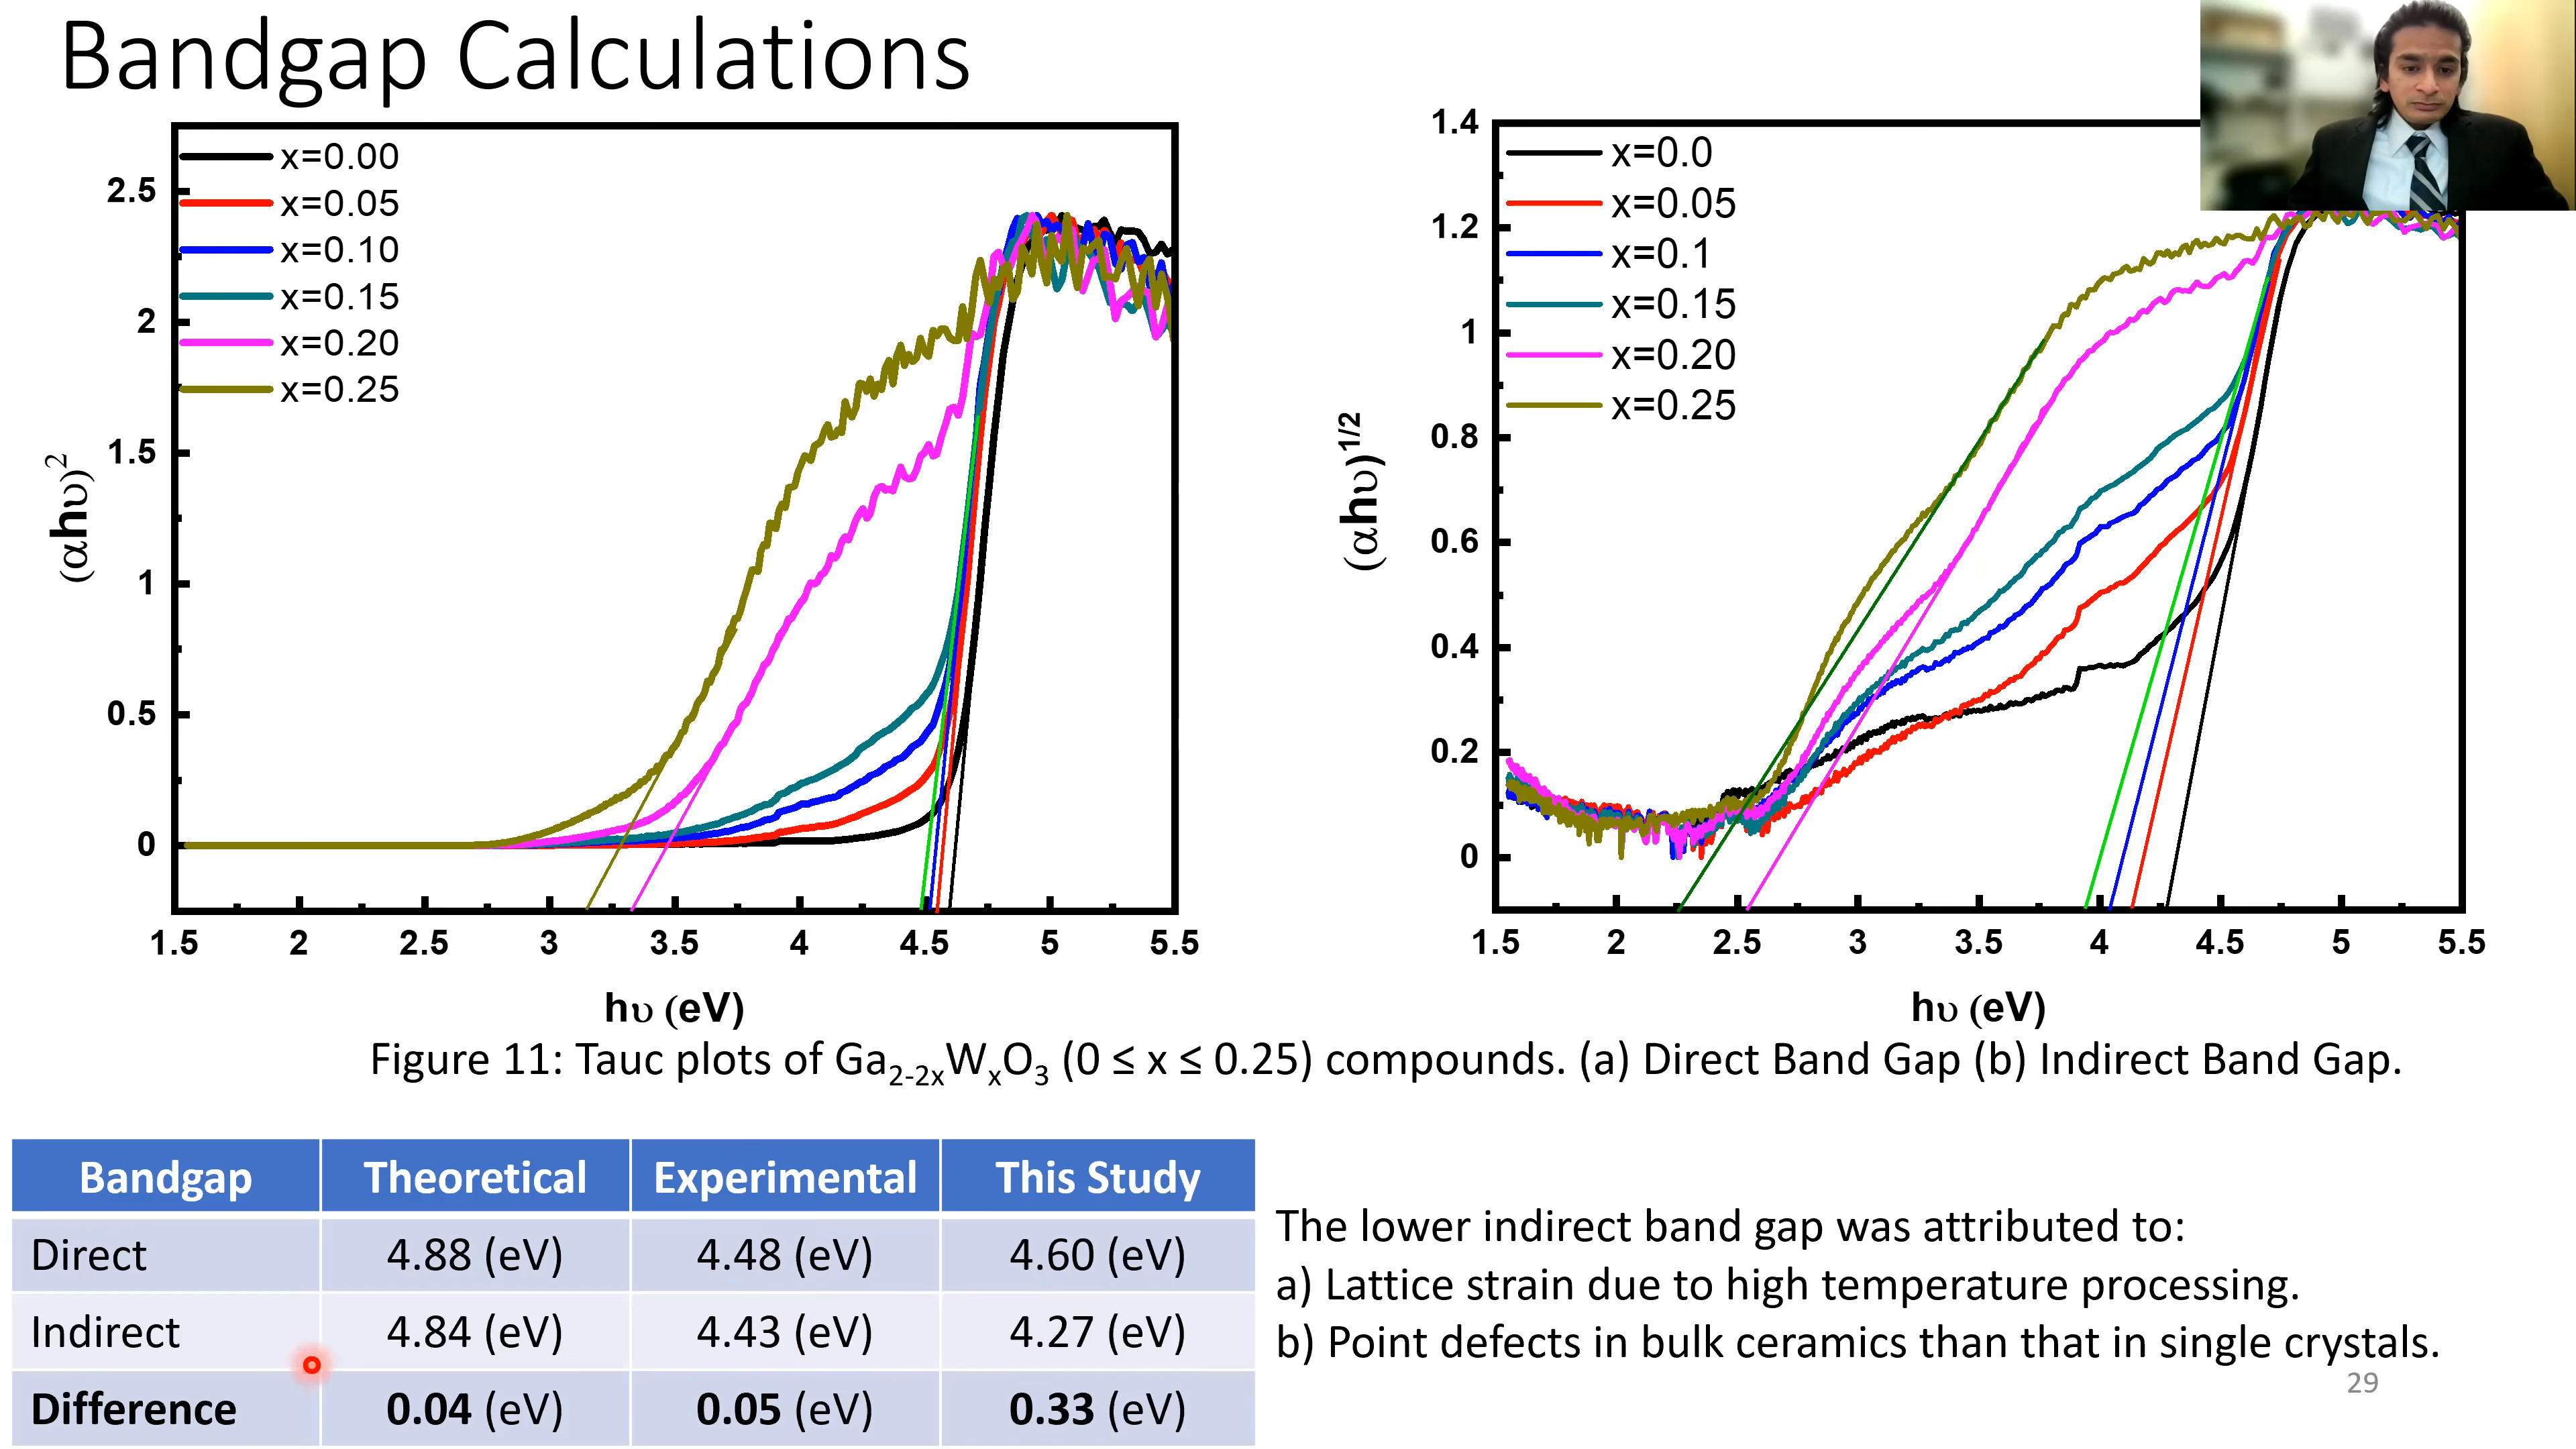 Bandgap Calculations
x=0.00
x=0.05
x=0.10
x=0.15
x=0.20
x=0.25
2.5
2
1.5
1
0.5
0
(αhυ)²
1.5 2 2.5 3 3.5 4 4.5 5 5.5
hυ (eV)
x=0.0
x=0.05
x=0.1
x=0.15
x=0.20
x=0.25
1.4
1.2
1
0.8
0.6
0.4
0.2
0
(αhυ)^1/2
1.5 2 2.5 3 3.5 4 4.5 5 5.5
hυ (eV)
Figure 11: Tauc plots of Ga₂₋₂ₓWₓO₃ (0 ≤ x ≤ 0.25) compounds. (a) Direct Band Gap (b) Indirect Band Gap.
Bandgap Theoretical Experimental This Study
Direct 4.88 (eV) 4.48 (eV) 4.60 (eV)
Indirect 4.84 (eV) 4.43 (eV) 4.27 (eV)
Difference 0.04 (eV) 0.05 (eV) 0.33 (eV)
The lower indirect band gap was attributed to:
a) Lattice strain due to high temperature processing.
b) Point defects in bulk ceramics than that in single crystals.
29